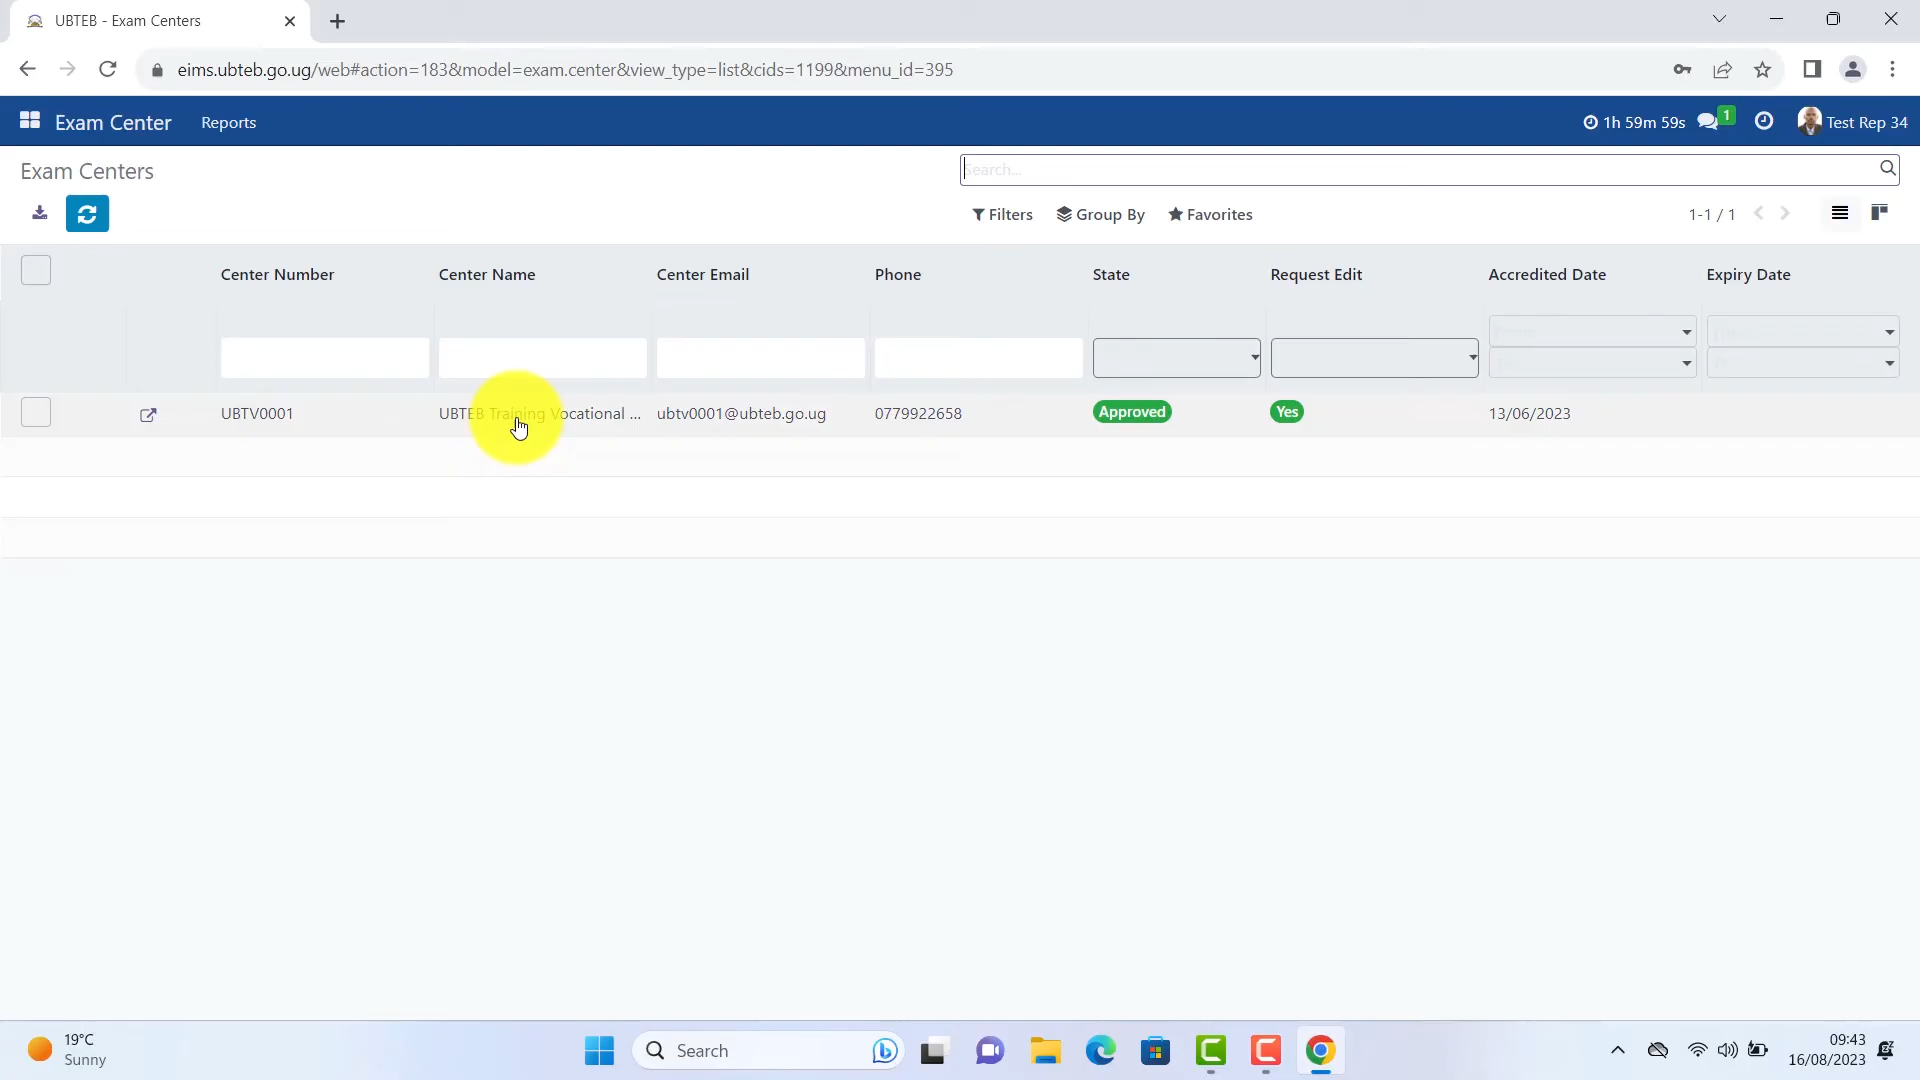 UBTEB - Exam Centers
eims.ubteb.go.ug/web#action=183&model=exam.center&view_type=list&cids=1199&menu_id=395
Exam Center Reports 1h 59m 59s 1 Test Rep 34
Exam Centers Search...
Filters Group By Favorites 1-1 / 1
Center Number Center Name Center Email Phone State Request Edit Accredited Date Expiry Date
UBTV0001 UBTEB Training Vocational ... ubtv0001@ubteb.go.ug 0779922658 Approved Yes 13/06/2023
19°C
Sunny
Search
09:43
16/08/2023